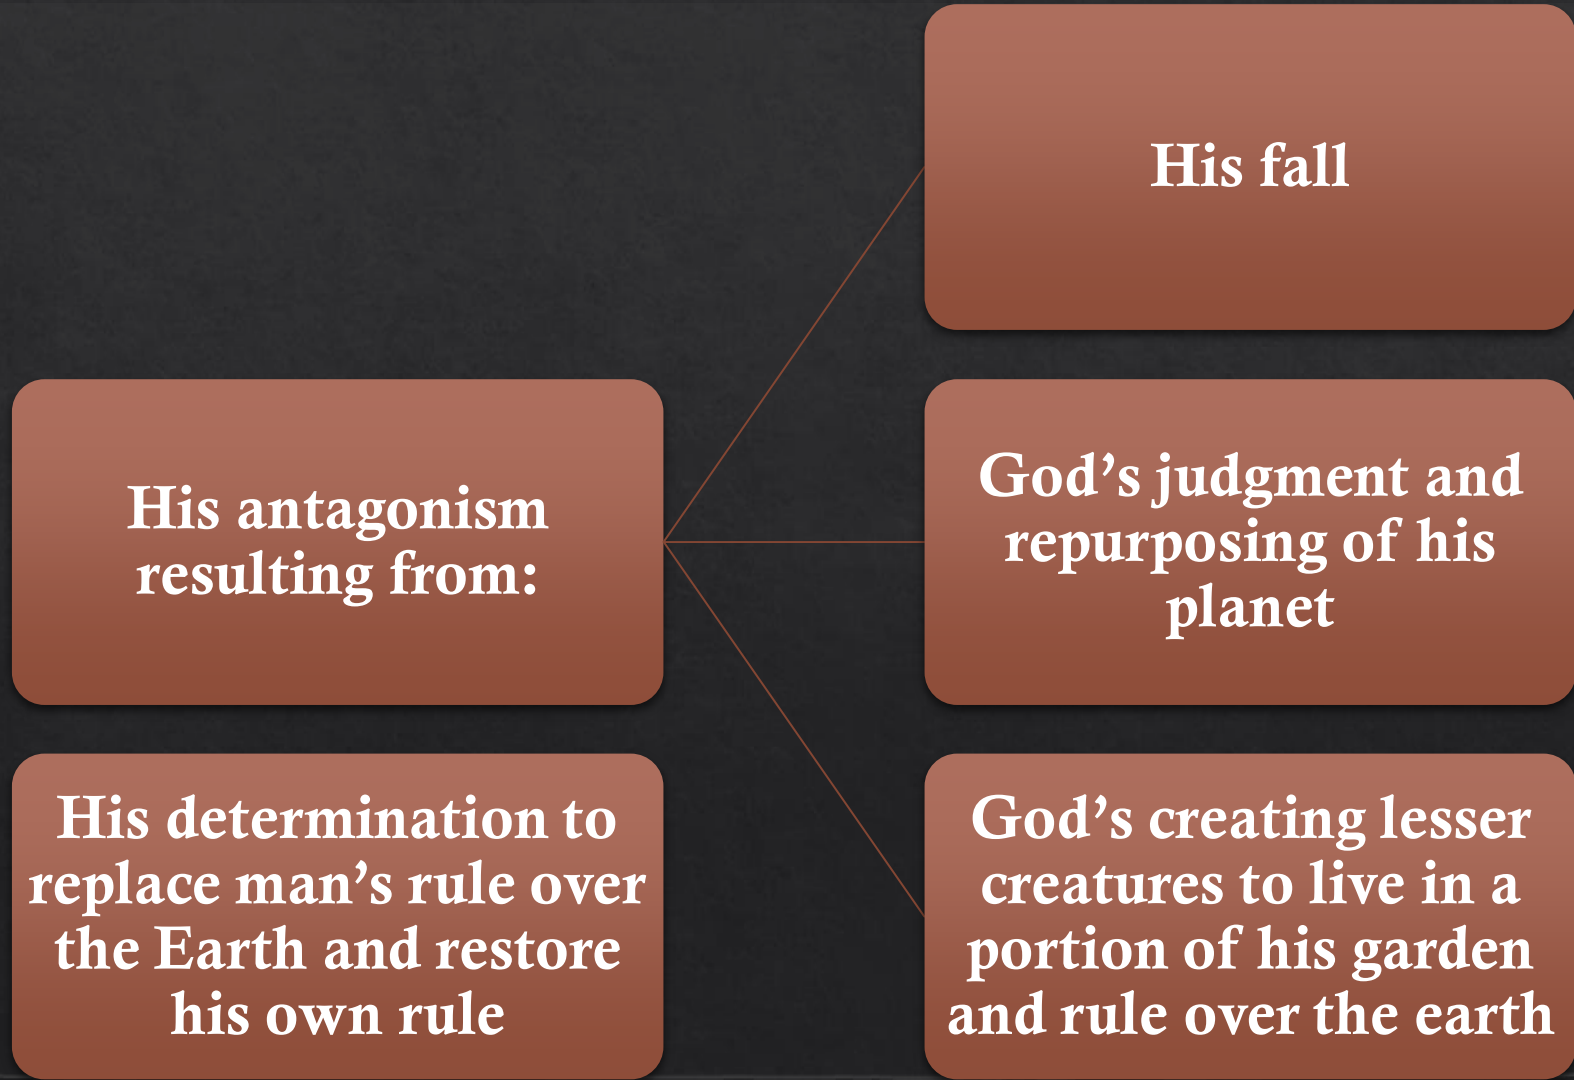 His antagonism
resulting from:
His fall
God’s judgment and
repurposing of his
planet
God’s creating lesser
creatures to live in a
portion of his garden
and rule over the earth
His determination to
replace man’s rule over
the Earth and restore
his own rule